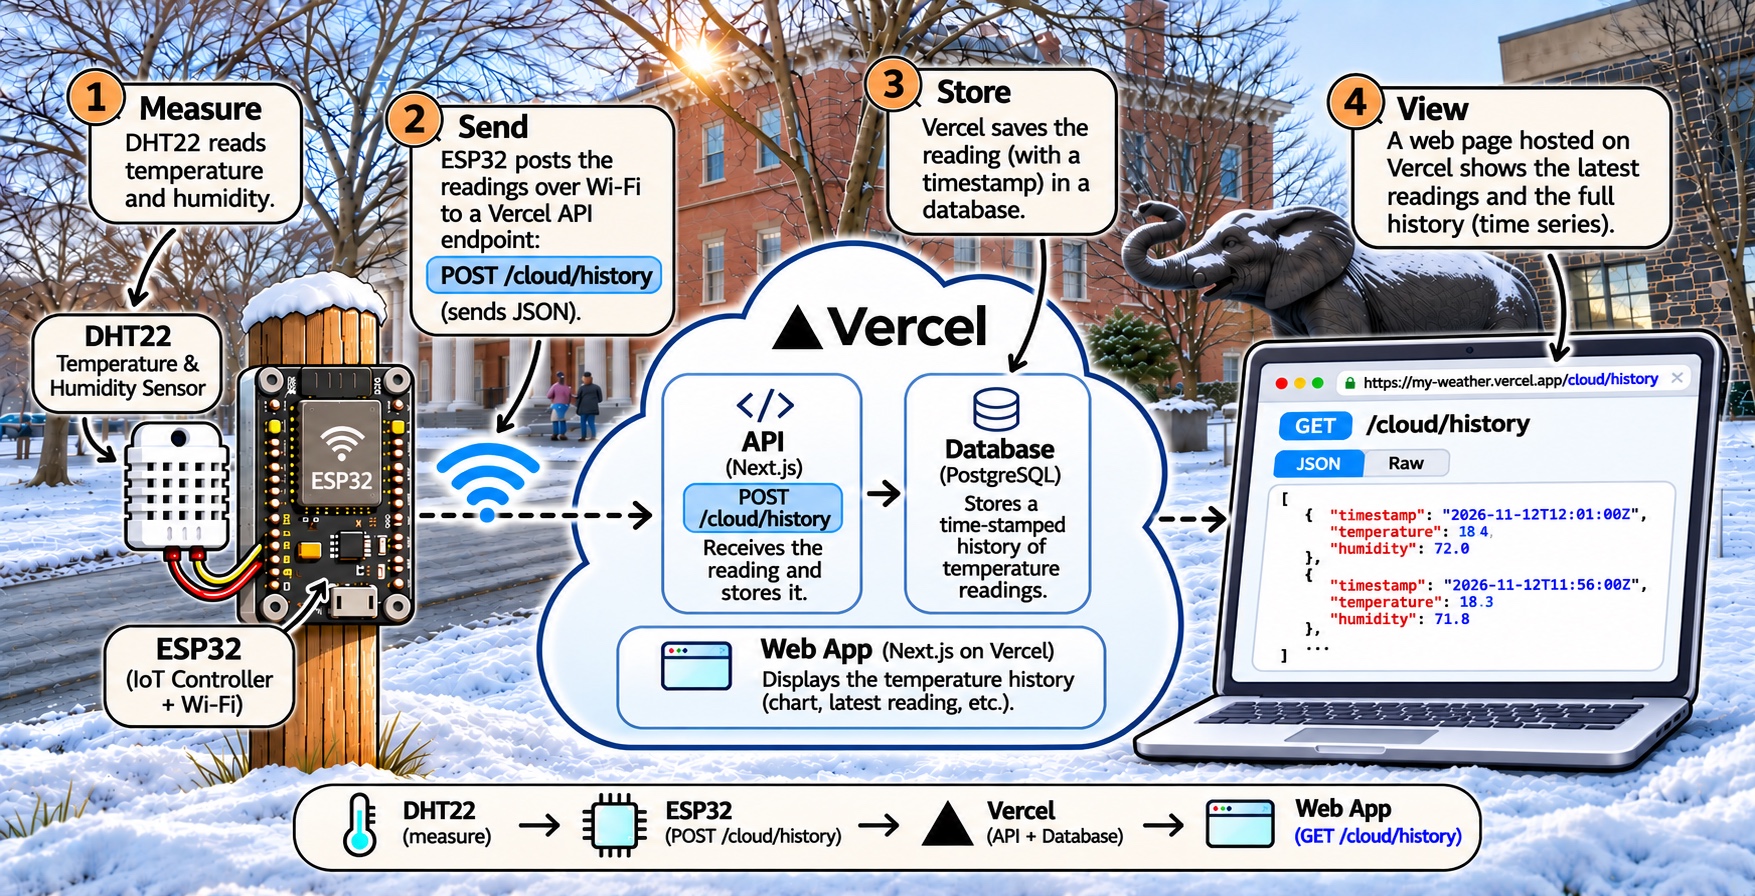 1
Measure
DHT22 reads
temperature
and humidity.
2
Send
ESP32 posts the
readings over Wi-Fi
to a Vercel API
endpoint:
POST /cloud/history
(sends JSON).
3
Store
Vercel saves the
reading (with a
timestamp) in a
database.
4
View
A web page hosted on
Vercel shows the latest
readings and the full
history (time series).
DHT22
Temperature &
Humidity Sensor
ESP32
ESP32
(IoT Controller
+ Wi-Fi)
Vercel
</>
API
(Next.js)
POST
/cloud/history
Receives the
reading and
stores it.
Database
(PostgreSQL)
Stores a
time-stamped
history of
temperature
readings.
Web App (Next.js on Vercel)
Displays the temperature history
(chart, latest reading, etc.).
https://my-weather.vercel.app/cloud/history
GET /cloud/history
JSON Raw
[
{ "timestamp": "2026-11-12T12:01:00Z",
"temperature": 18 4,
"humidity": 72.0
},
{
"timestamp": "2026-11-12T11:56:00Z",
"temperature": 18.3
"humidity": 71.8
},
...
]
DHT22
(measure)
ESP32
(POST /cloud/history)
Vercel
(API + Database)
Web App
(GET /cloud/history)